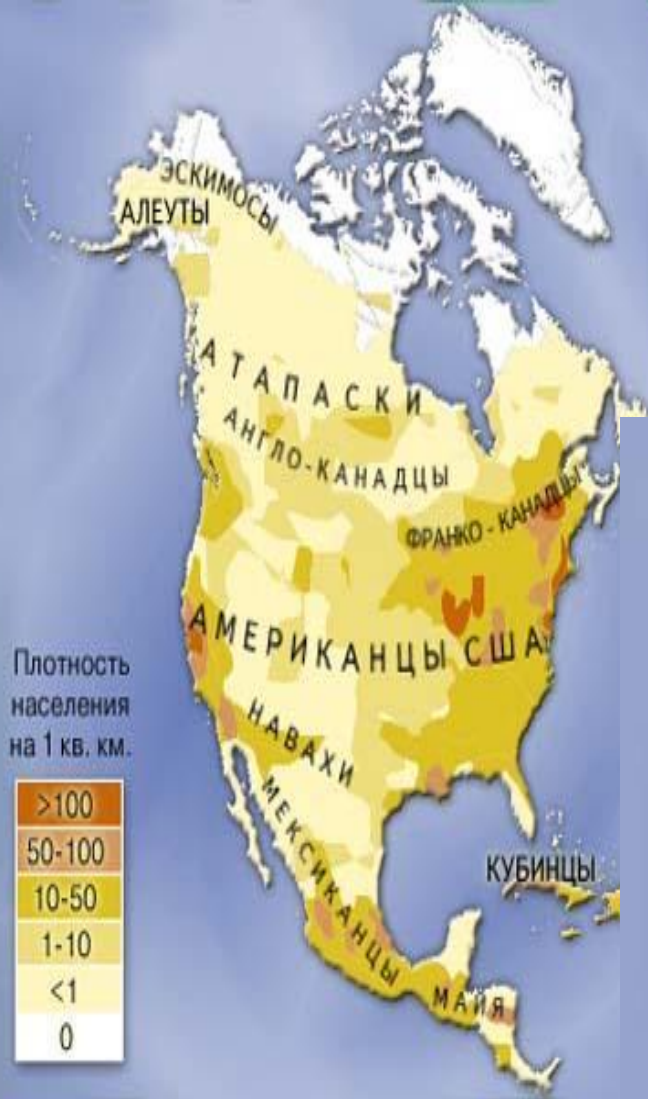 ЭСКИМОСЫ
АЛЕУТЫ
АТАПАСКИ
АНГЛО-КАНАДЦЫ
ФРАНКО - КАНАДЦЫ
АМЕРИКАНЦЫ США
НАВАХИ
МЕКСИКАНЦЫ
КУБИНЦЫ
МАЙЯ
Плотность
населения
на 1 кв. км.
>100
50-100
10-50
1-10
<1
0